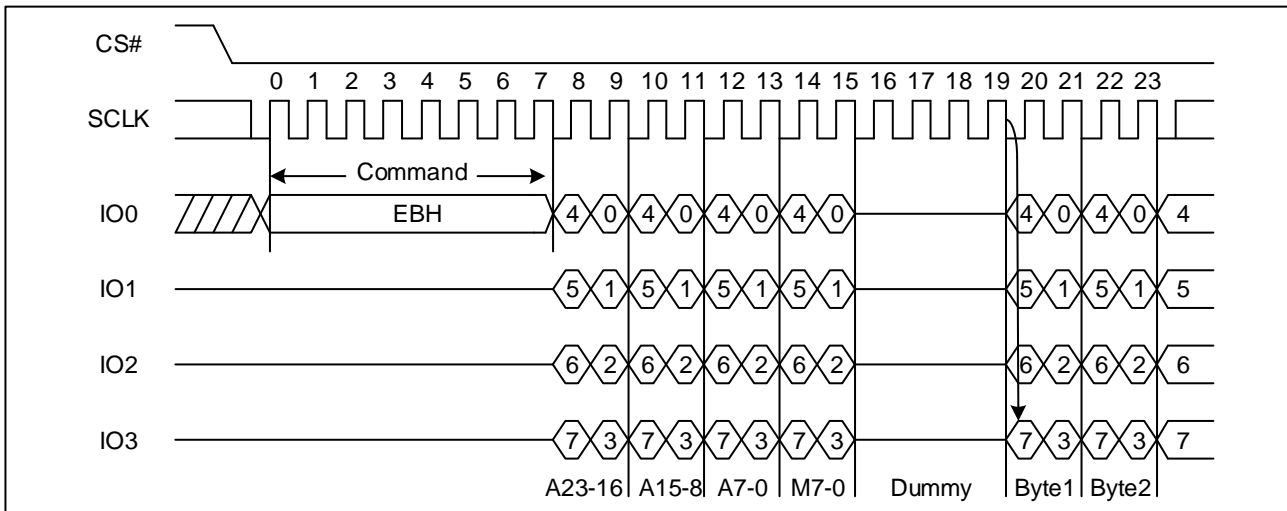 CS#
0 1 2 3 4 5 6 7 8 9 10 11 12 13 14 15 16 17 18 19 20 21 22 23
SCLK
Command
IO0 EBH 4 0 4 0 4 0 4 0 4 0 4 0 4
IO1 5 1 5 1 5 1 5 1 5 1 5 1 5
IO2 6 2 6 2 6 2 6 2 6 2 6 2 6
IO3 7 3 7 3 7 3 7 3 7 3 7 3 7
A23-16 A15-8 A7-0 M7-0 Dummy Byte1 Byte2